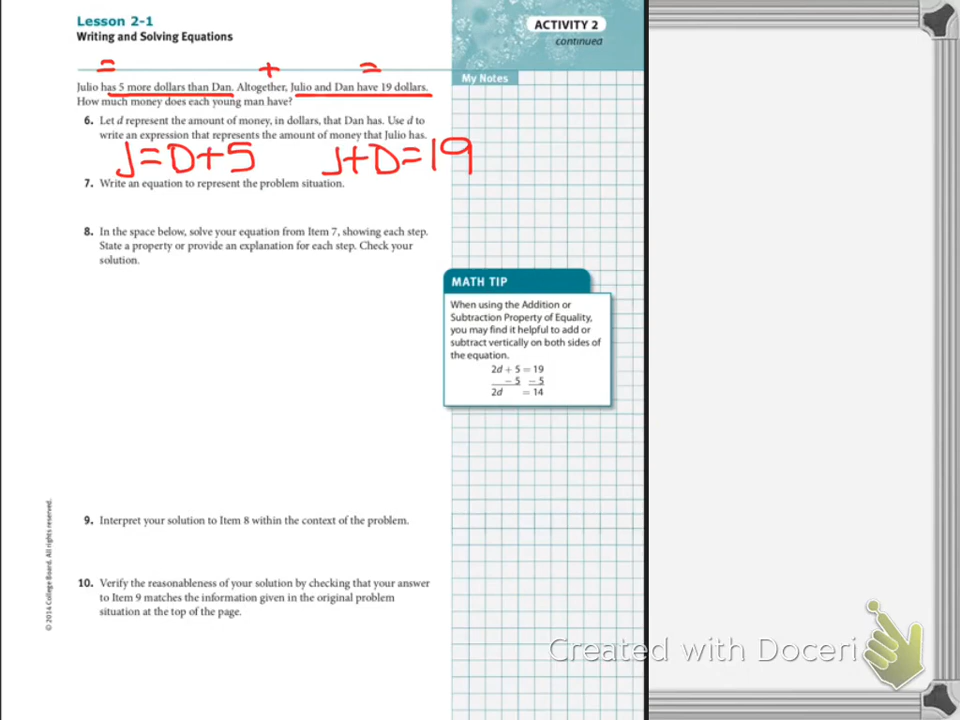 Lesson 2-1
Writing and Solving Equations
ACTIVITY 2
continued
My Notes
= + =
Julio has 5 more dollars than Dan. Altogether, Julio and Dan have 19 dollars.
How much money does each young man have?
6. Let d represent the amount of money, in dollars, that Dan has. Use d to
write an expression that represents the amount of money that Julio has.
J=D+5 J+D=19
7. Write an equation to represent the problem situation.
8. In the space below, solve your equation from Item 7, showing each step.
State a property or provide an explanation for each step. Check your
solution.
MATH TIP
When using the Addition or
Subtraction Property of Equality,
you may find it helpful to add or
subtract vertically on both sides of
the equation.
2d + 5 = 19
− 5 − 5
2d = 14
9. Interpret your solution to Item 8 within the context of the problem.
10. Verify the reasonableness of your solution by checking that your answer
to Item 9 matches the information given in the original problem
situation at the top of the page.
© 2014 College Board. All rights reserved.
Created with Doceri